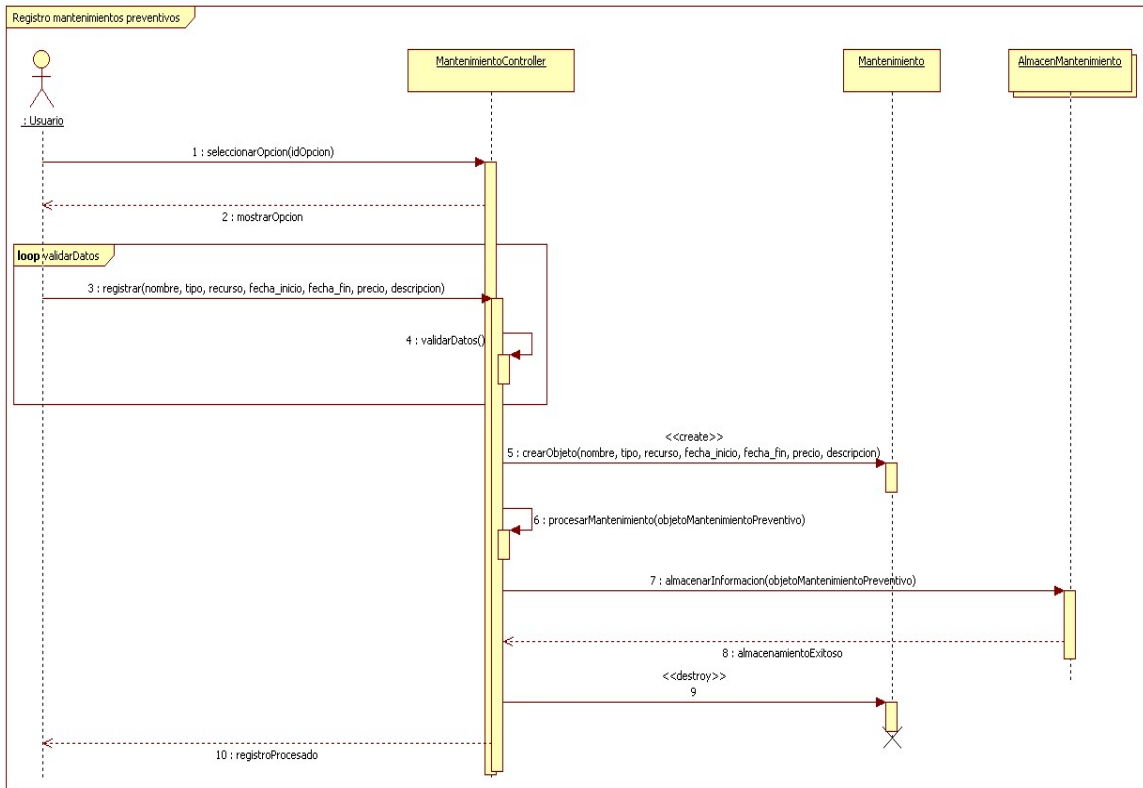 Registro mantenimientos preventivos
MantenimientoController
Mantenimiento
AlmacenMantenimiento
: Usuario
1 : seleccionarOpcion(idOpcion)
2 : mostrarOpcion
loop validarDatos
3 : registrar(nombre, tipo, recurso, fecha_inicio, fecha_fin, precio, descripcion)
4 : validarDatos()
<<create>>
5 : crearObjeto(nombre, tipo, recurso, fecha_inicio, fecha_fin, precio, descripcion)
6 : procesarMantenimiento(objetoMantenimientoPreventivo)
7 : almacenarInformacion(objetoMantenimientoPreventivo)
8 : almacenamientoExitoso
<<destroy>>
9
10 : registroProcesado